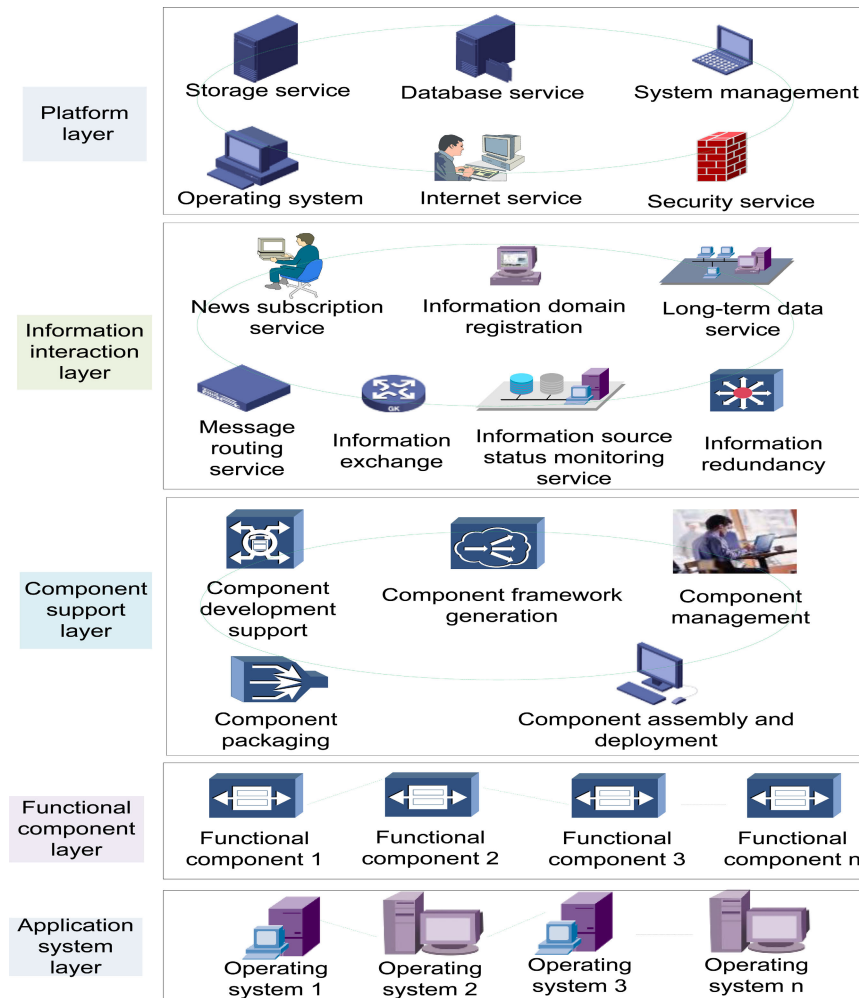 Platform
layer
Storage service
Database service
System management
Operating system
Internet service
Security service
Information
interaction
layer
News subscription
service
Information domain
registration
Long-term data
service
Message
routing
service
GK
Information
exchange
Information source
status monitoring
service
Information
redundancy
Component
support
layer
Component
development
support
Component framework
generation
Component
management
Component
packaging
Component assembly and
deployment
Functional
component
layer
Functional
component 1
Functional
component 2
Functional
component 3
Functional
component n
Application
system
layer
Operating
system 1
Operating
system 2
Operating
system 3
Operating
system n